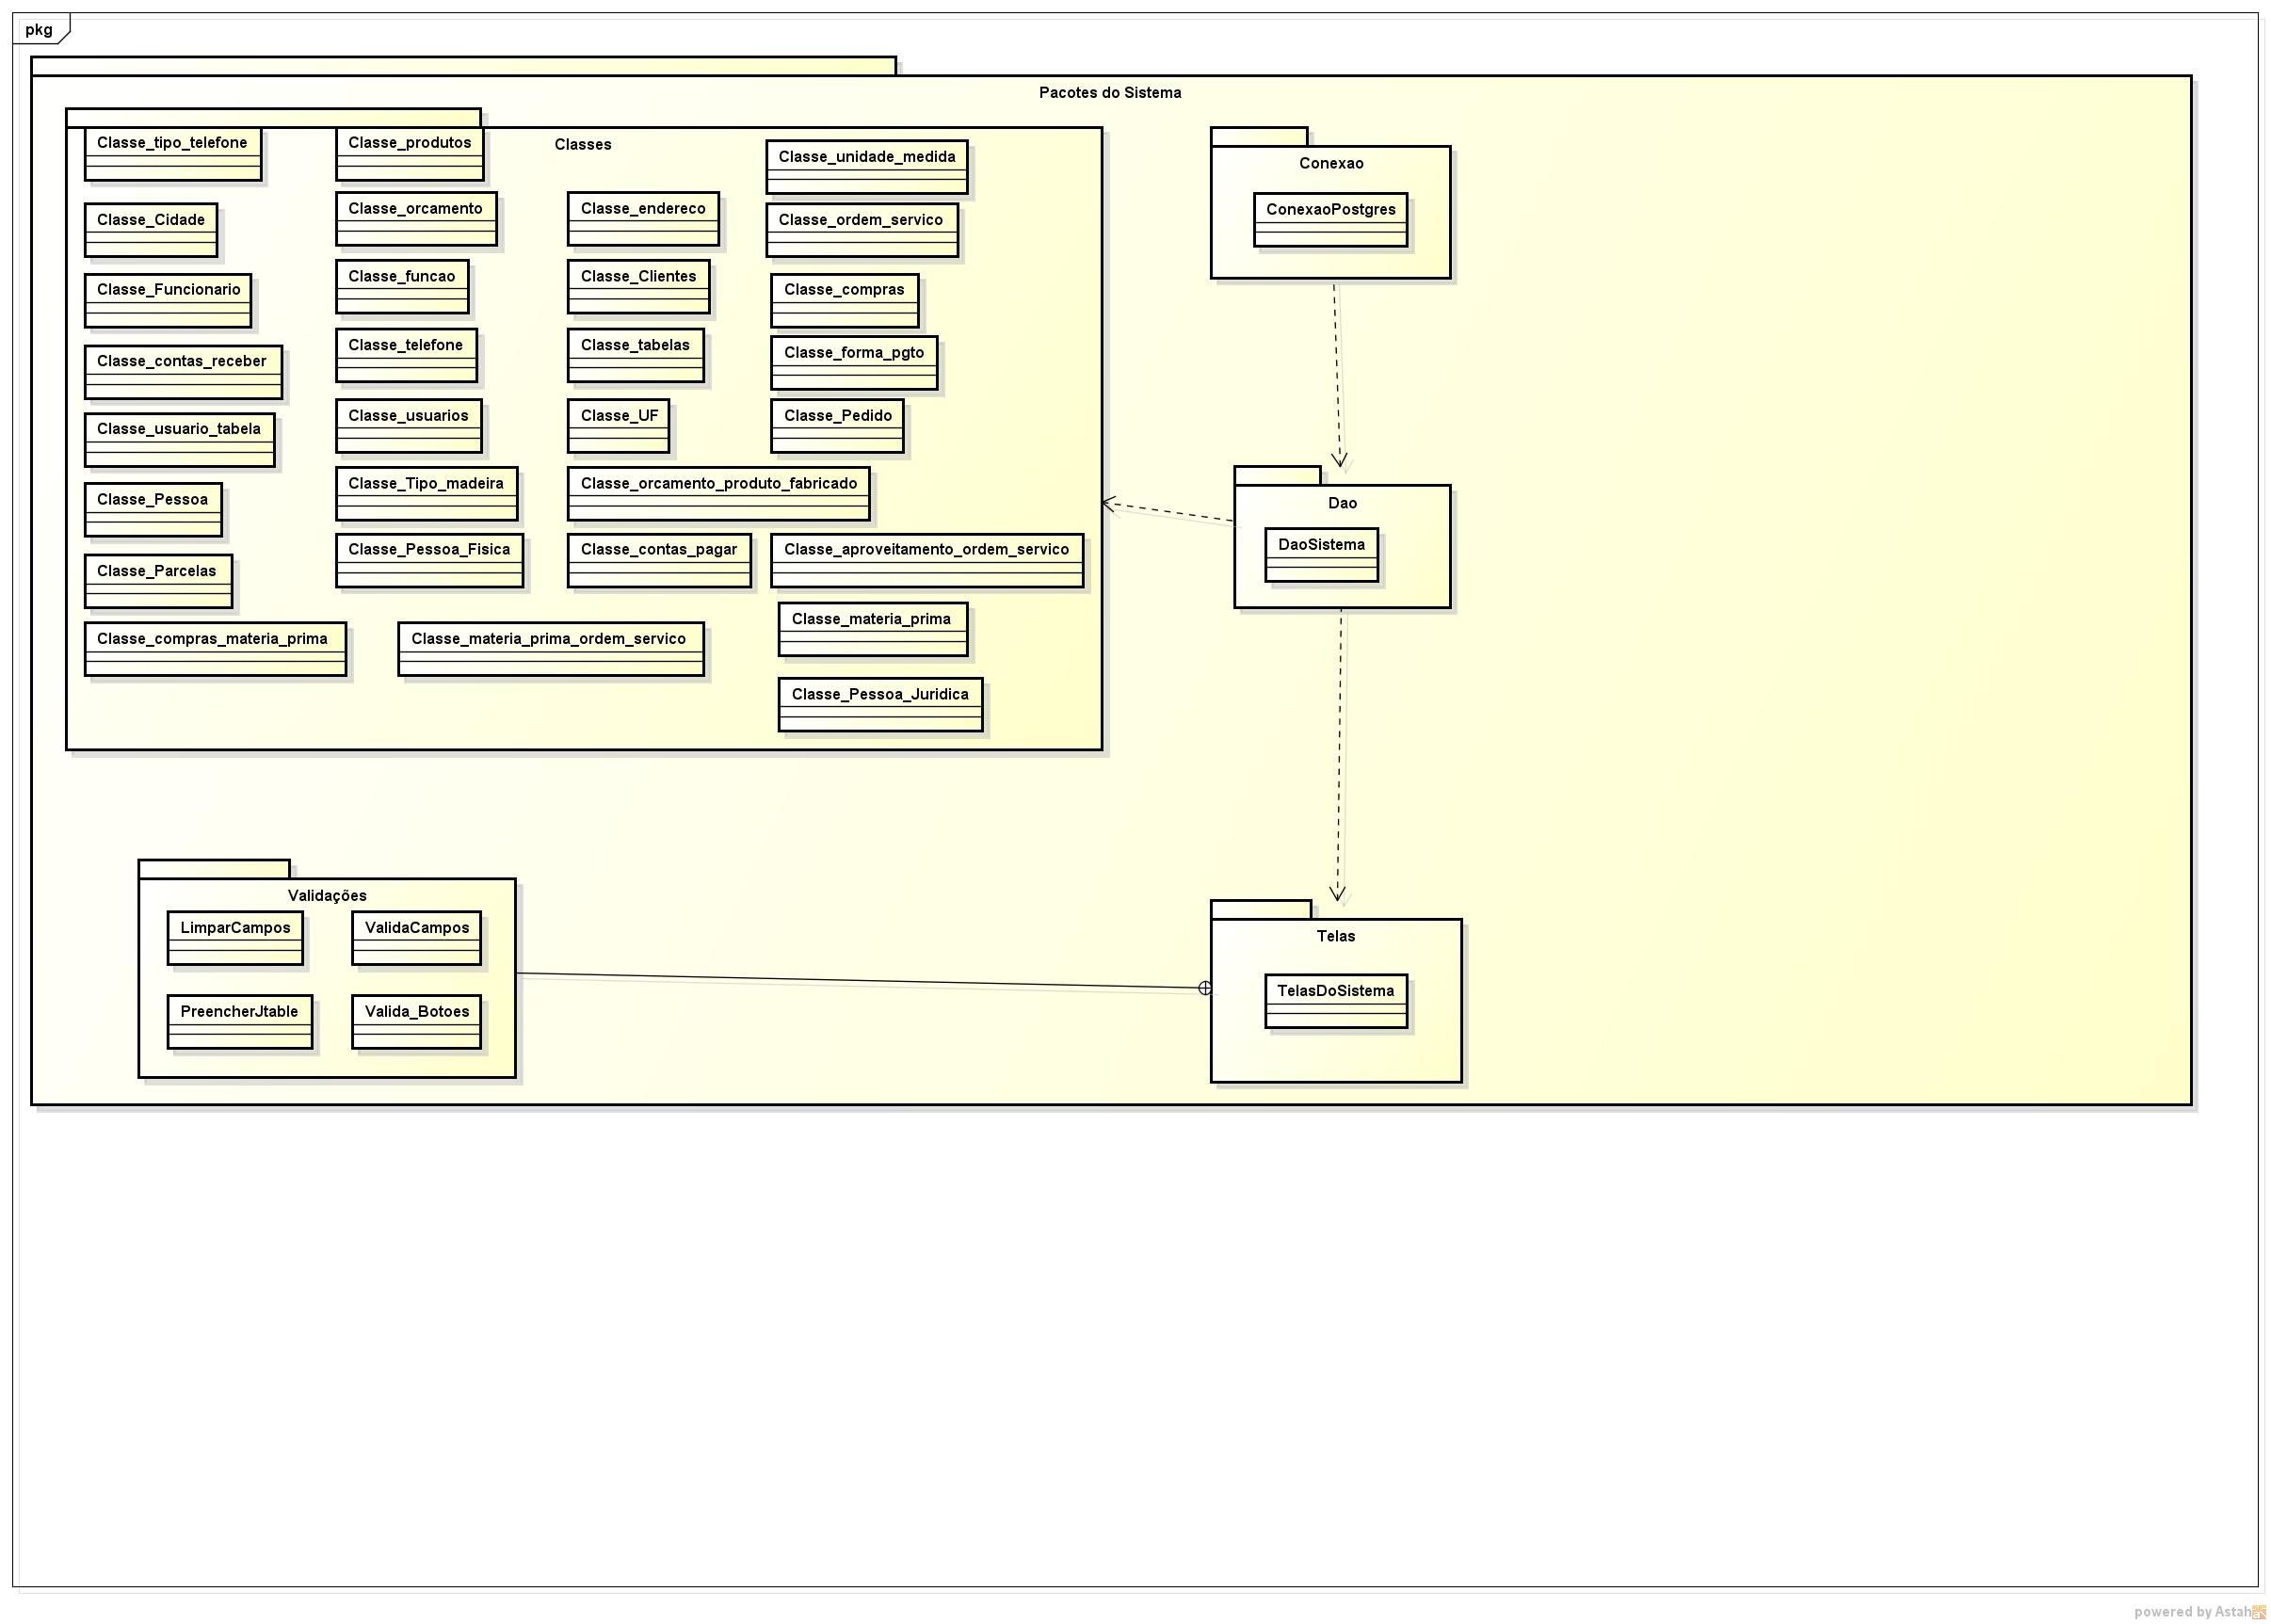 pkg
Pacotes do Sistema
Classes
Classe_tipo_telefone
Classe_produtos
Classe_unidade_medida
Classe_Cidade
Classe_orcamento
Classe_endereco
Classe_ordem_servico
Classe_Funcionario
Classe_funcao
Classe_Clientes
Classe_compras
Classe_contas_receber
Classe_telefone
Classe_tabelas
Classe_forma_pgto
Classe_usuario_tabela
Classe_usuarios
Classe_UF
Classe_Pedido
Classe_Pessoa
Classe_Tipo_madeira
Classe_orcamento_produto_fabricado
Classe_Parcelas
Classe_Pessoa_Fisica
Classe_contas_pagar
Classe_aproveitamento_ordem_servico
Classe_compras_materia_prima
Classe_materia_prima_ordem_servico
Classe_materia_prima
Classe_Pessoa_Juridica
Conexao
ConexaoPostgres
Dao
DaoSistema
Validações
LimparCampos
ValidaCampos
PreencherJtable
Valida_Botoes
Telas
TelasDoSistema
powered by Astah